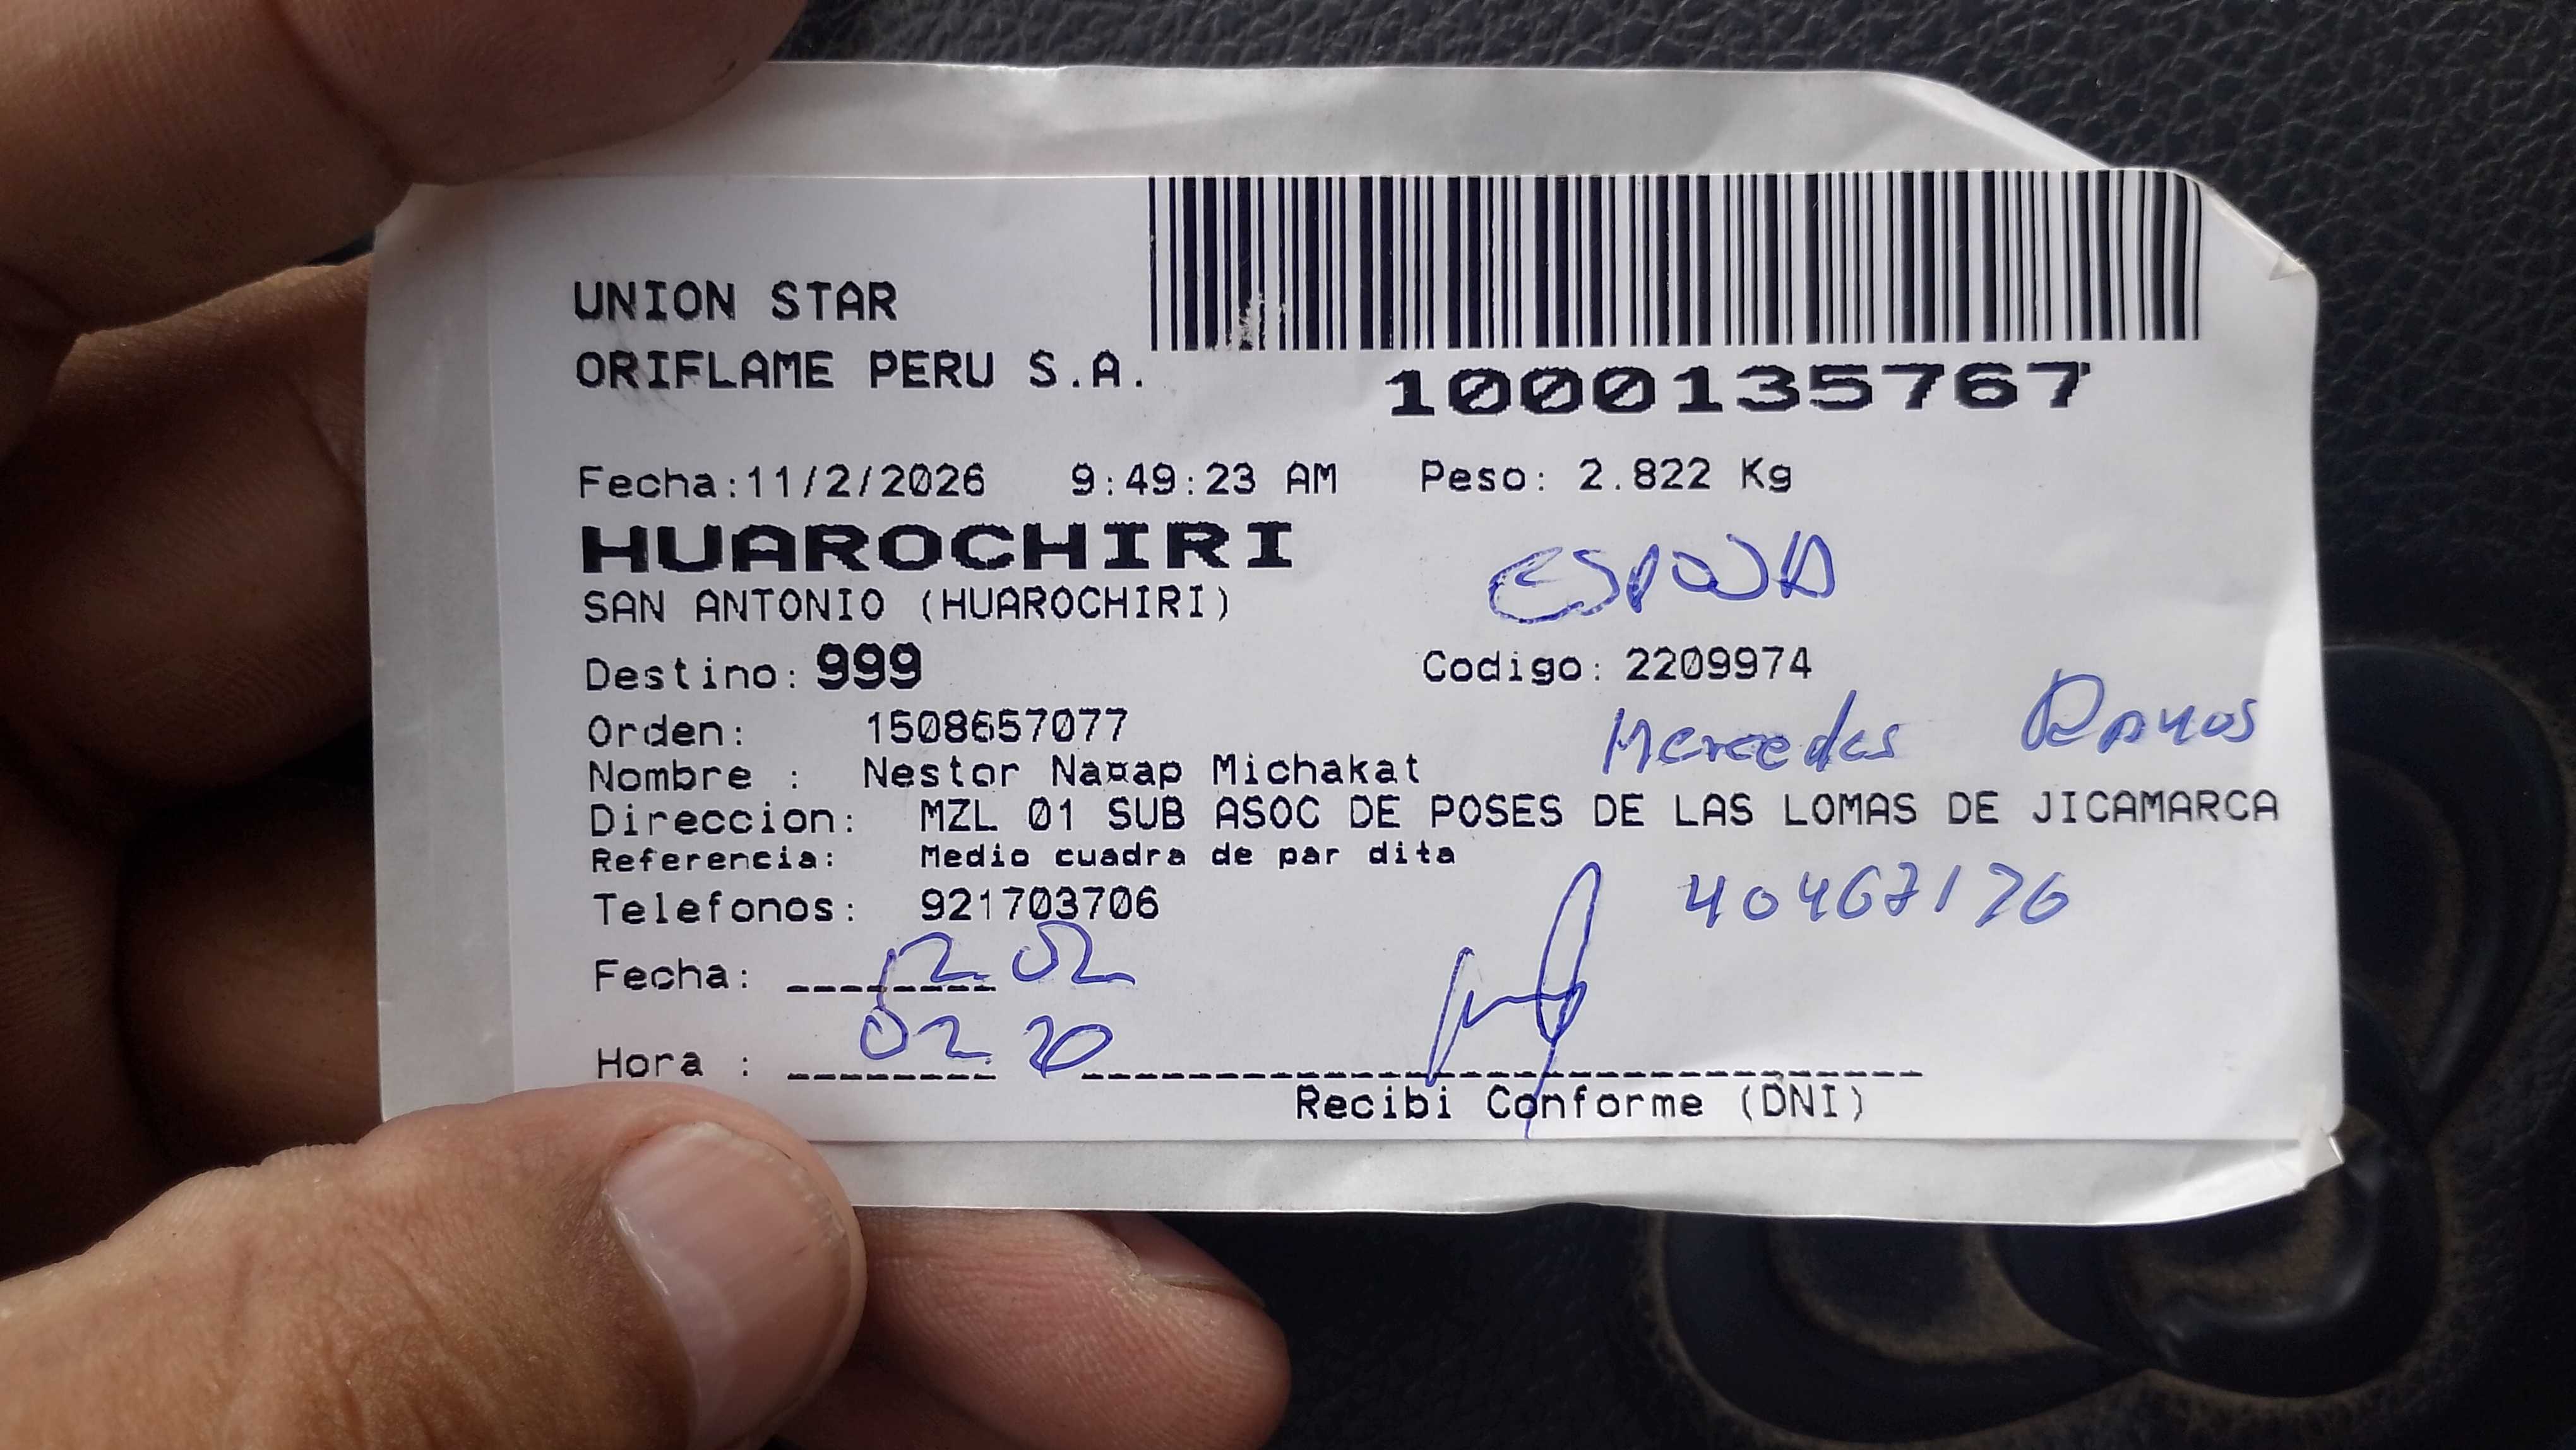 UNION STAR
ORIFLAME PERU S.A.
1000135767
Fecha:11/2/2026 9:49:23 AM Peso: 2.822 Kg
HUAROCHIRI
SAN ANTONIO (HUAROCHIRI)
Destino: 999 Codigo: 2209974
Orden: 1508657077
Mercedes Ramos
Nombre : Nestor Na¤ap Michakat
Direccion: MZL 01 SUB ASOC DE POSES DE LAS LOMAS DE JICAMARCA
Referencia: Medio cuadra de par dita
Telefonos: 921703706
Fecha: 12 02
Hora : 02 20
Recibi Conforme (DNI)